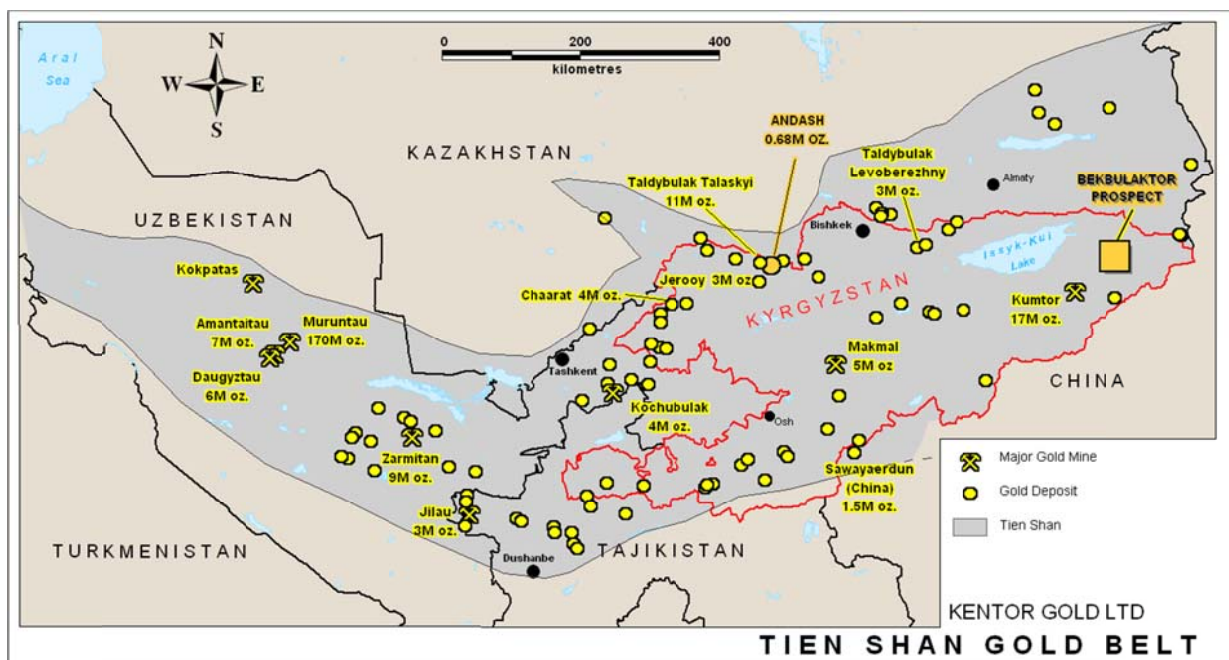 Aral
Sea
N
W E
S
0 200 400
kilometres
KAZAKHSTAN
ANDASH
0.68M OZ.
Taldybulak
Levoberezhny
3M oz.
Almaty
Taldybulak Talaskyi
11M oz.
BEKBULAKTOR
PROSPECT
UZBEKISTAN
Bishkek
Issyk-Kul
Lake
Kokpatas
Jerooy 3M oz
Chaarat 4M oz.
KYRGYZSTAN
Kumtor
17M oz.
Amantaitau
7M oz.
Muruntau
170M oz.
Daugyztau
6M oz.
Tashkent
Makmal
5M oz
CHINA
Kochubulak
4M oz.
Osh
Zarmitan
9M oz.
Sawayaerdun
(China)
1.5M oz.
Jilau
3M oz.
TURKMENISTAN
Dushanbe
TAJIKISTAN
Major Gold Mine
Gold Deposit
Tien Shan
KENTOR GOLD LTD
TIEN SHAN GOLD BELT